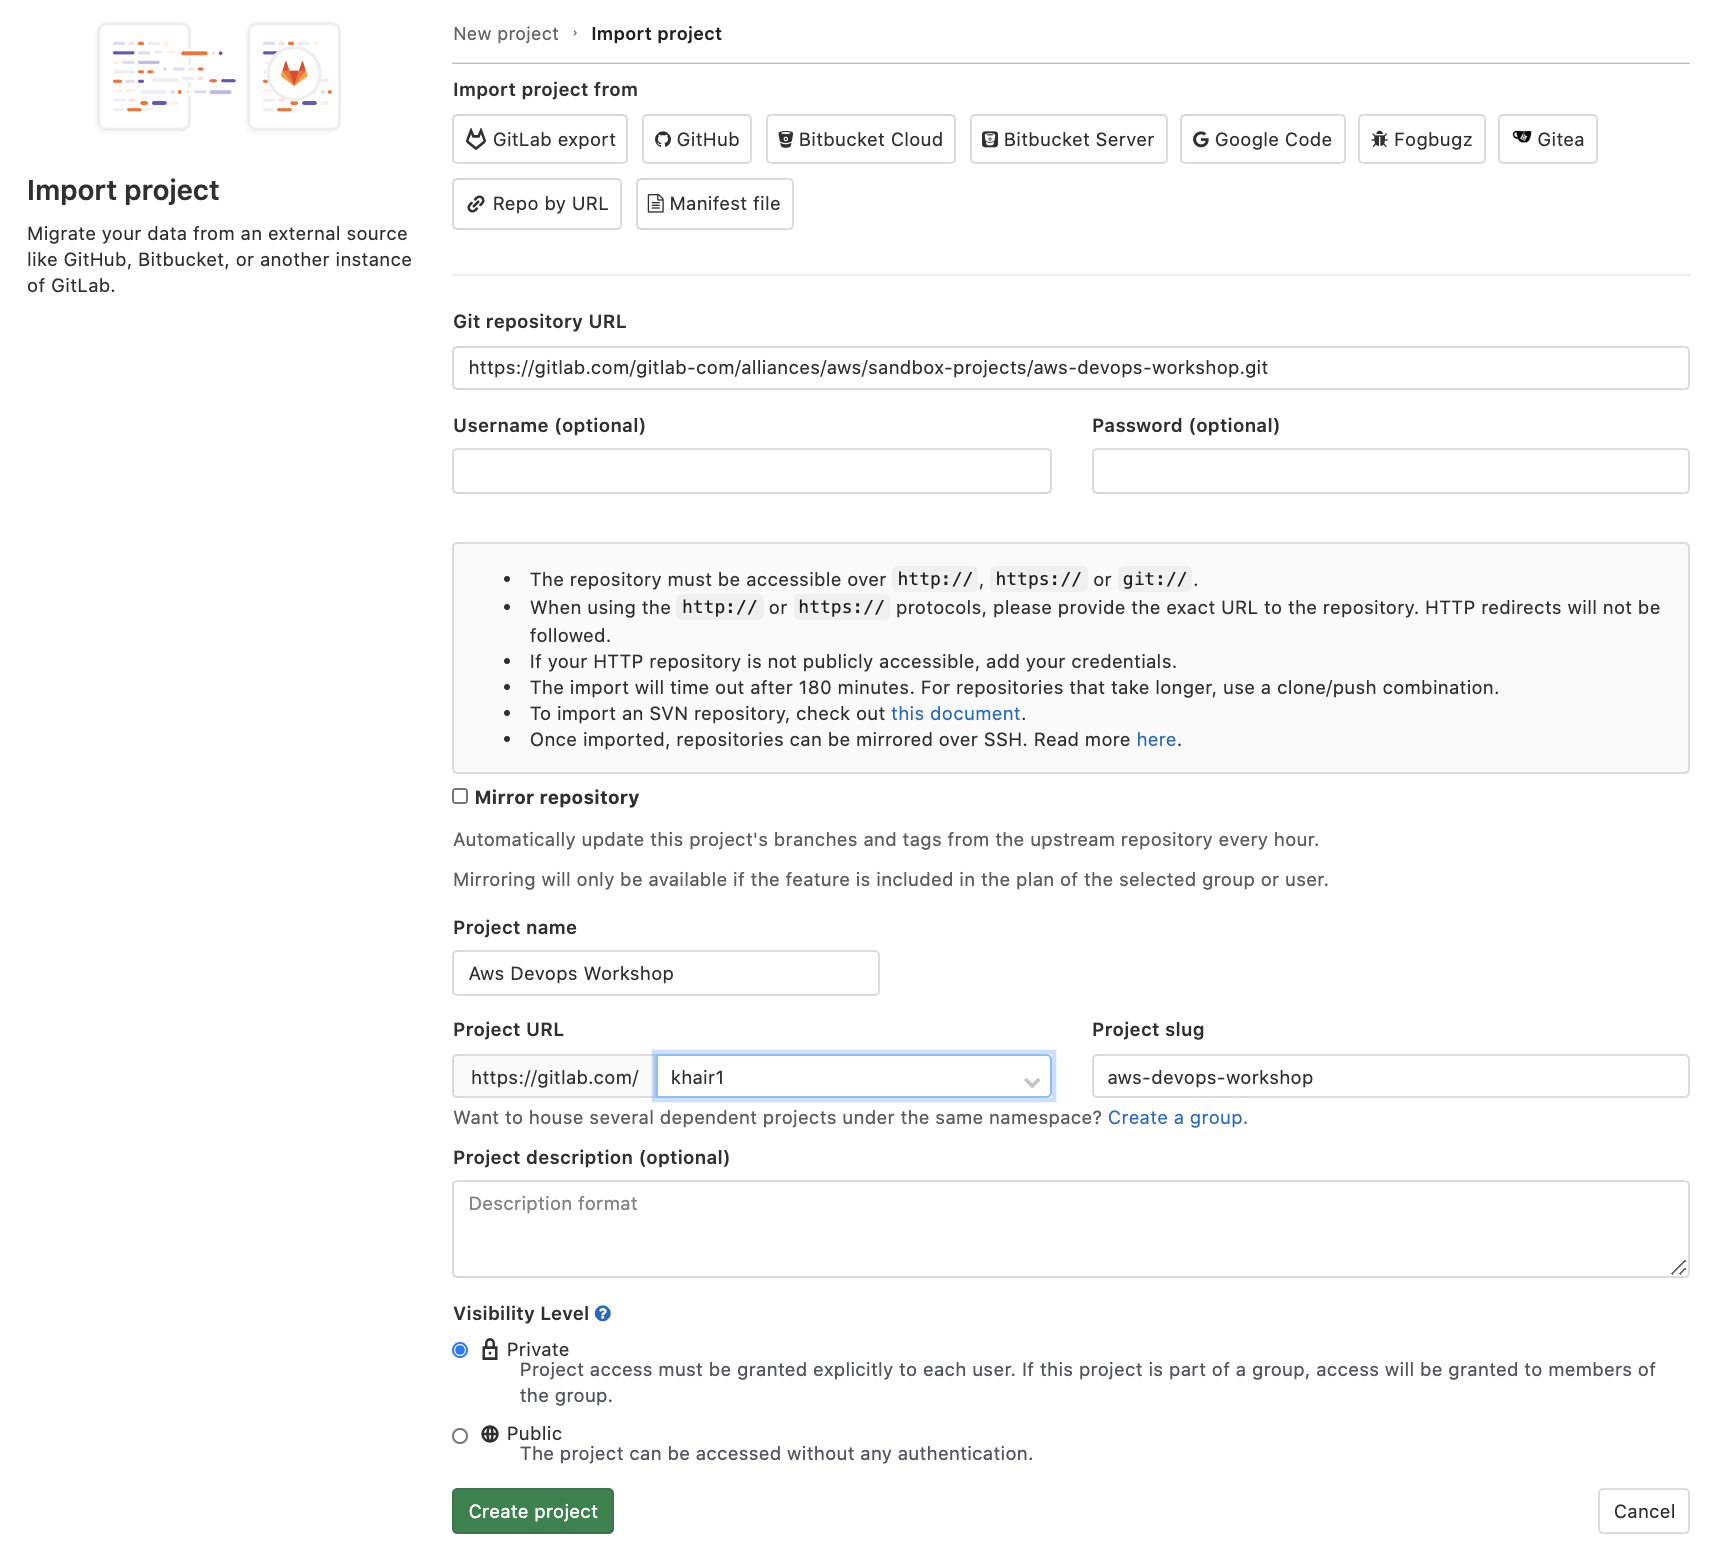 New project › Import project
Import project from
GitLab export GitHub Bitbucket Cloud Bitbucket Server Google Code Fogbugz Gitea
Repo by URL Manifest file
Import project
Migrate your data from an external source
like GitHub, Bitbucket, or another instance
of GitLab.
Git repository URL
https://gitlab.com/gitlab-com/alliances/aws/sandbox-projects/aws-devops-workshop.git
Username (optional) Password (optional)
• The repository must be accessible over http://, https:// or git://.
• When using the http:// or https:// protocols, please provide the exact URL to the repository. HTTP redirects will not be
followed.
• If your HTTP repository is not publicly accessible, add your credentials.
• The import will time out after 180 minutes. For repositories that take longer, use a clone/push combination.
• To import an SVN repository, check out this document.
• Once imported, repositories can be mirrored over SSH. Read more here.
Mirror repository
Automatically update this project's branches and tags from the upstream repository every hour.
Mirroring will only be available if the feature is included in the plan of the selected group or user.
Project name
Aws Devops Workshop
Project URL Project slug
https://gitlab.com/ khair1 aws-devops-workshop
Want to house several dependent projects under the same namespace? Create a group.
Project description (optional)
Description format
Visibility Level ?
Private
Project access must be granted explicitly to each user. If this project is part of a group, access will be granted to members of
the group.
Public
The project can be accessed without any authentication.
Create project Cancel